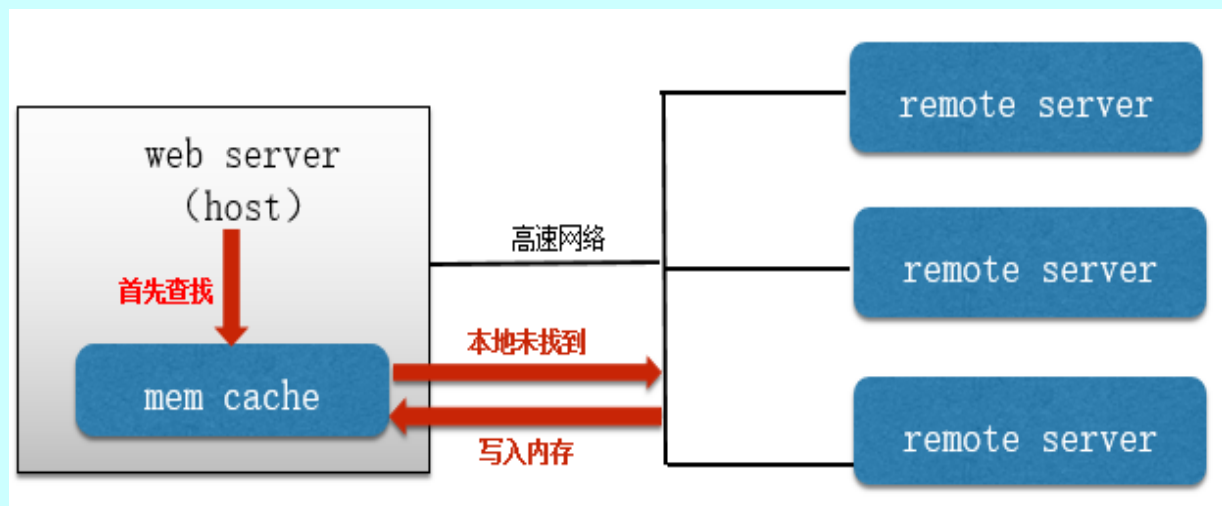 web server
（host）
首先查找
mem cache
高速网络
本地未找到
写入内存
remote server
remote server
remote server